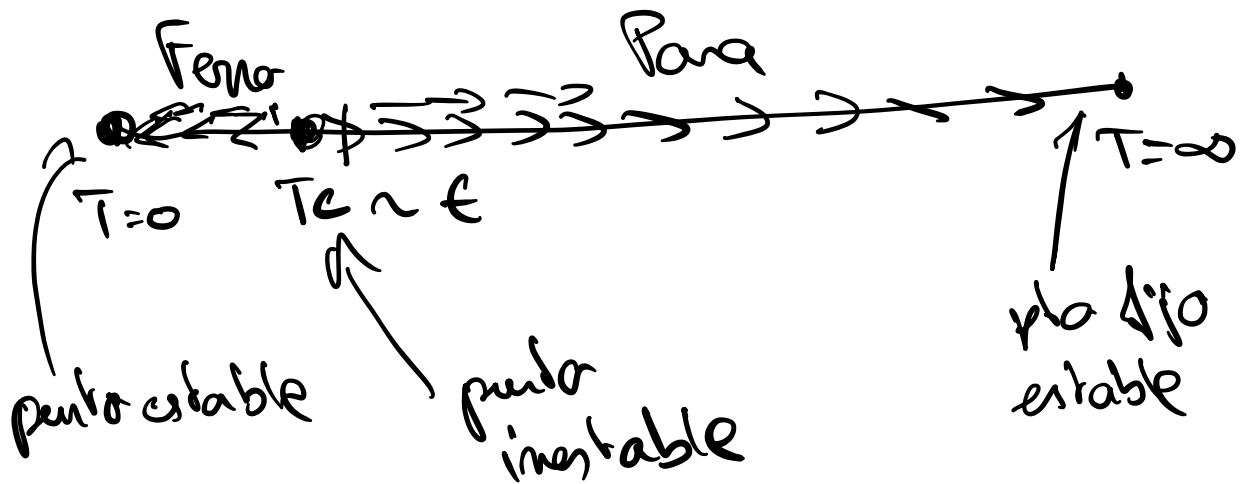 Ferro
Para
T=0
Tc ~ ϵ
T=∞
punto estable
punto
inestable
pto fijo
estable